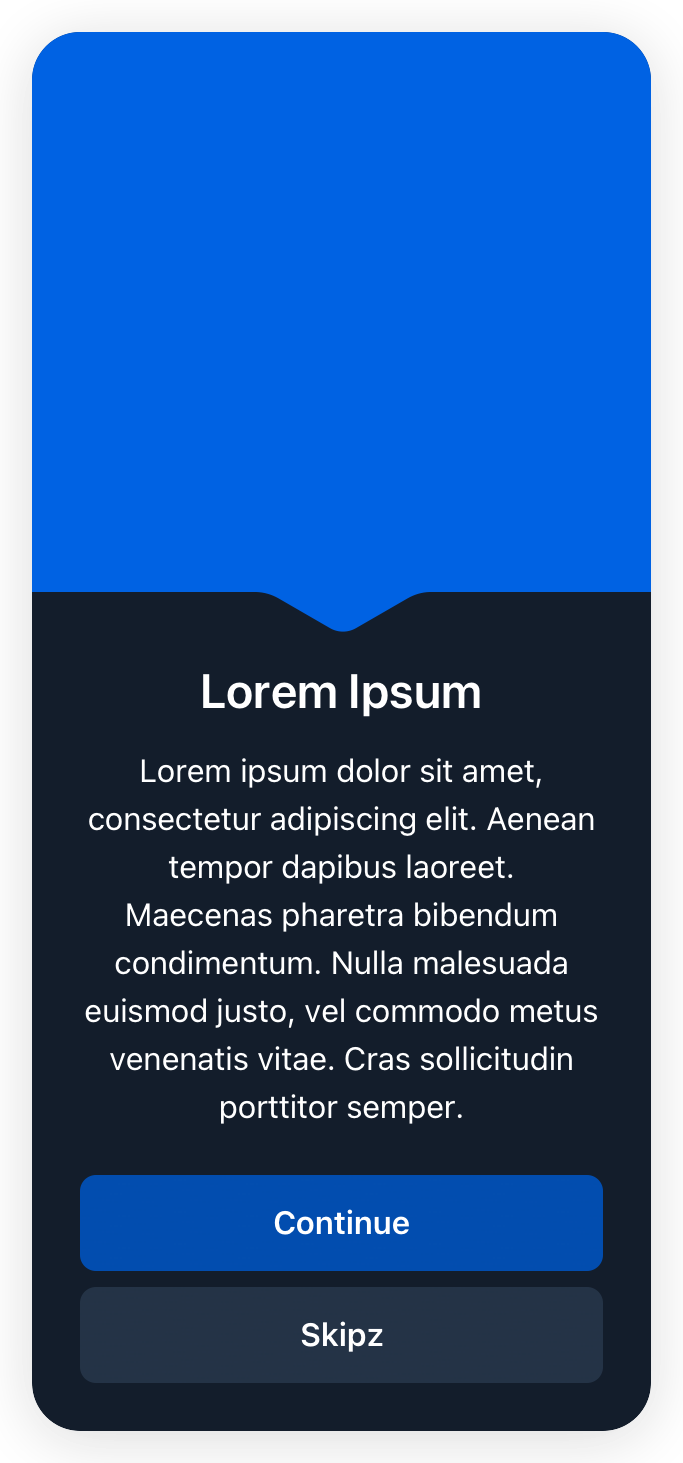 Lorem Ipsum
Lorem ipsum dolor sit amet,
consectetur adipiscing elit. Aenean
tempor dapibus laoreet.
Maecenas pharetra bibendum
condimentum. Nulla malesuada
euismod justo, vel commodo metus
venenatis vitae. Cras sollicitudin
porttitor semper.
Continue
Skipz